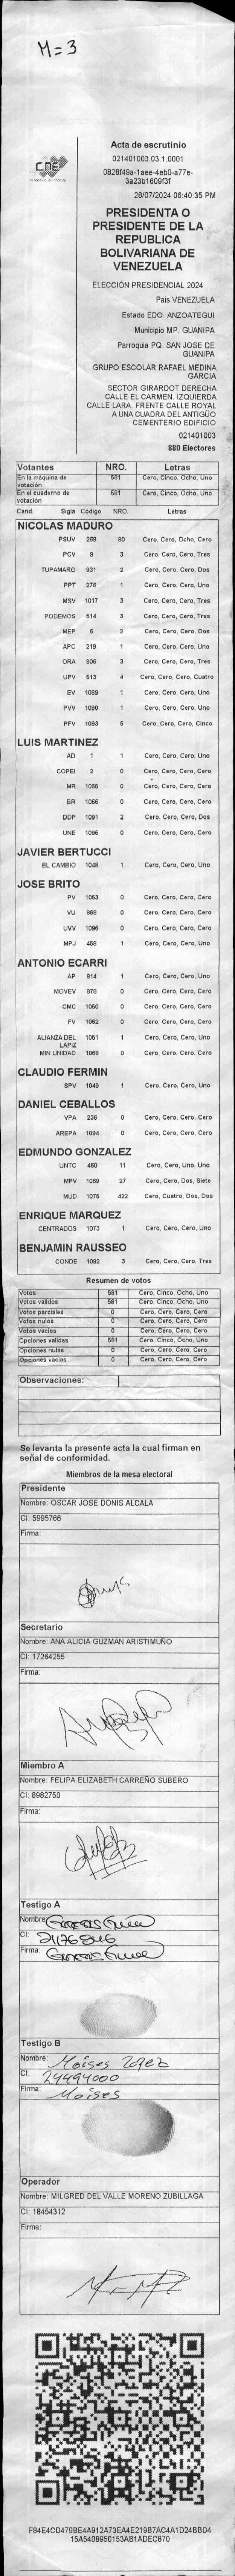 M=3
CNE
Acta de escrutinio
021401003.03.1.0001
0828f49a-1aee-4eb0-a77e-
3a23b1609f3f
28/07/2024 06:40:35 PM
PRESIDENTA O
PRESIDENTE DE LA
REPUBLICA
BOLIVARIANA DE
VENEZUELA
ELECCIÓN PRESIDENCIAL 2024
Pais VENEZUELA
Estado EDO. ANZOATEGUI
Municipio MP. GUANIPA
Parroquia PQ. SAN JOSE DE
GUANIPA
GRUPO ESCOLAR RAFAEL MEDINA
GARCIA
SECTOR GIRARDOT DERECHA
CALLE EL CARMEN. IZQUIERDA
CALLE LARA. FRENTE CALLE ROYAL
A UNA CUADRA DEL ANTIGÜO
CEMENTERIO EDIFICIO
021401003
880 Electores
Votantes NRO. Letras
En la máquina de votación 581 Cero, Cinco, Ocho, Uno
En el cuaderno de votación 581 Cero, Cinco, Ocho, Uno
Cand. Sigla Código NRO. Letras
NICOLAS MADURO
PSUV 269 80 Cero, Cero, Ocho, Cero
PCV 9 3 Cero, Cero, Cero, Tres
TUPAMARO 931 2 Cero, Cero, Cero, Dos
PPT 276 1 Cero, Cero, Cero, Uno
MSV 1017 3 Cero, Cero, Cero, Tres
PODEMOS 514 3 Cero, Cero, Cero, Tres
MEP 6 2 Cero, Cero, Cero, Dos
APC 219 1 Cero, Cero, Cero, Uno
ORA 906 3 Cero, Cero, Cero, Tres
UPV 513 4 Cero, Cero, Cero, Cuatro
EV 1089 1 Cero, Cero, Cero, Uno
PVV 1090 1 Cero, Cero, Cero, Uno
PFV 1093 5 Cero, Cero, Cero, Cinco
LUIS MARTINEZ
AD 1 1 Cero, Cero, Cero, Uno
COPEI 2 0 Cero, Cero, Cero, Cero
MR 1065 0 Cero, Cero, Cero, Cero
BR 1066 0 Cero, Cero, Cero, Cero
DDP 1091 2 Cero, Cero, Cero, Dos
UNE 1095 0 Cero, Cero, Cero, Cero
JAVIER BERTUCCI
EL CAMBIO 1048 1 Cero, Cero, Cero, Uno
JOSE BRITO
PV 1053 0 Cero, Cero, Cero, Cero
VU 868 0 Cero, Cero, Cero, Cero
UVV 1096 0 Cero, Cero, Cero, Cero
MPJ 458 1 Cero, Cero, Cero, Uno
ANTONIO ECARRI
AP 814 1 Cero, Cero, Cero, Uno
MOVEV 878 0 Cero, Cero, Cero, Cero
CMC 1050 0 Cero, Cero, Cero, Cero
FV 1052 0 Cero, Cero, Cero, Cero
ALIANZA DEL LAPIZ 1051 1 Cero, Cero, Cero, Uno
MIN UNIDAD 1068 0 Cero, Cero, Cero, Cero
CLAUDIO FERMIN
SPV 1049 1 Cero, Cero, Cero, Uno
DANIEL CEBALLOS
VPA 236 0 Cero, Cero, Cero, Cero
AREPA 1094 0 Cero, Cero, Cero, Cero
EDMUNDO GONZALEZ
UNTC 460 11 Cero, Cero, Uno, Uno
MPV 1069 27 Cero, Cero, Dos, Siete
MUD 1075 422 Cero, Cuatro, Dos, Dos
ENRIQUE MARQUEZ
CENTRADOS 1073 1 Cero, Cero, Cero, Uno
BENJAMIN RAUSSEO
CONDE 1092 3 Cero, Cero, Cero, Tres
Resumen de votos
Votos 581 Cero, Cinco, Ocho, Uno
Votos validos 581 Cero, Cinco, Ocho, Uno
Votos parciales 0 Cero, Cero, Cero, Cero
Votos nulos 0 Cero, Cero, Cero, Cero
Votos vacios 0 Cero, Cero, Cero, Cero
Opciones validas 581 Cero, Cinco, Ocho, Uno
Opciones nulas 0 Cero, Cero, Cero, Cero
Opciones vacios 0 Cero, Cero, Cero, Cero
Observaciones:
Se levanta la presente acta la cual firman en
señal de conformidad.
Miembros de la mesa electoral
Presidente
Nombre: OSCAR JOSE DONIS ALCALA
CI: 5995766
Firma:
Secretario
Nombre: ANA ALICIA GUZMAN ARISTIMUÑO
CI: 17264255
Firma:
Miembro A
Nombre: FELIPA ELIZABETH CARREÑO SUBERO
CI: 8982750
Firma:
Testigo A
Nombre:
CI: 21176846
Firma:
Testigo B
Nombre: Moises Lopez
CI: 24494000
Firma: Moises
Operador
Nombre: MILGRED DEL VALLE MORENO ZUBILLAGA
CI: 18454312
Firma:
F84E4CD479BE4A912A73EA4E219B7AC4A1D24BBD4
15A5408950153AB1ADEC870